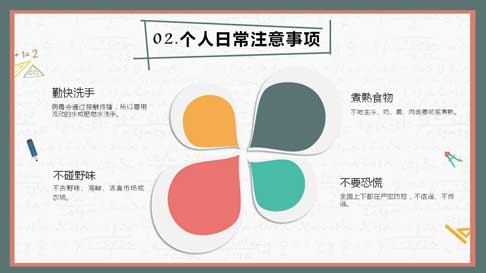 +1=2
02.个人日常注意事项
勤快洗手
病毒会通过接触传播，所以要用
流动的水或肥皂水洗手。
煮熟食物
不吃生冷，奶、蛋、肉类要彻底煮熟。
不碰野味
不去野味、海鲜、活禽市场或
农场。
不要恐慌
全国上下都在严密防控，不信谣、不传
谣。